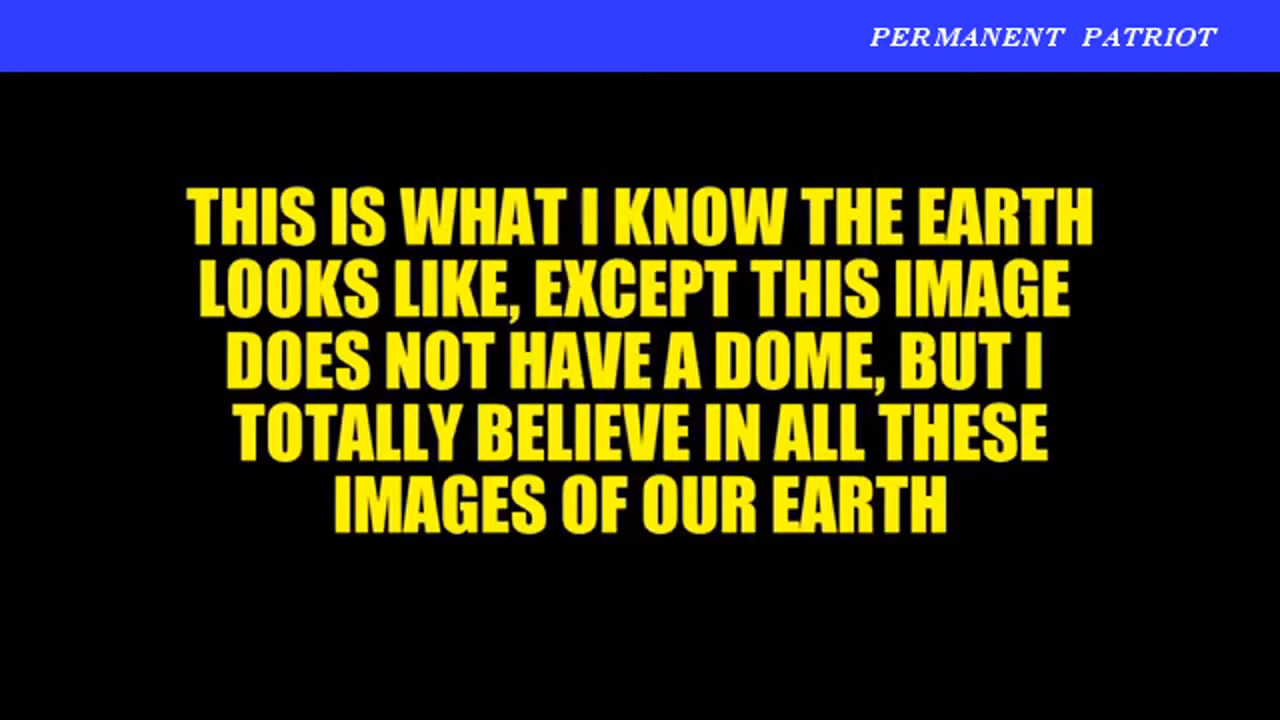 PERMANENT PATRIOT
THIS IS WHAT I KNOW THE EARTH
LOOKS LIKE, EXCEPT THIS IMAGE
DOES NOT HAVE A DOME, BUT I
TOTALLY BELIEVE IN ALL THESE
IMAGES OF OUR EARTH